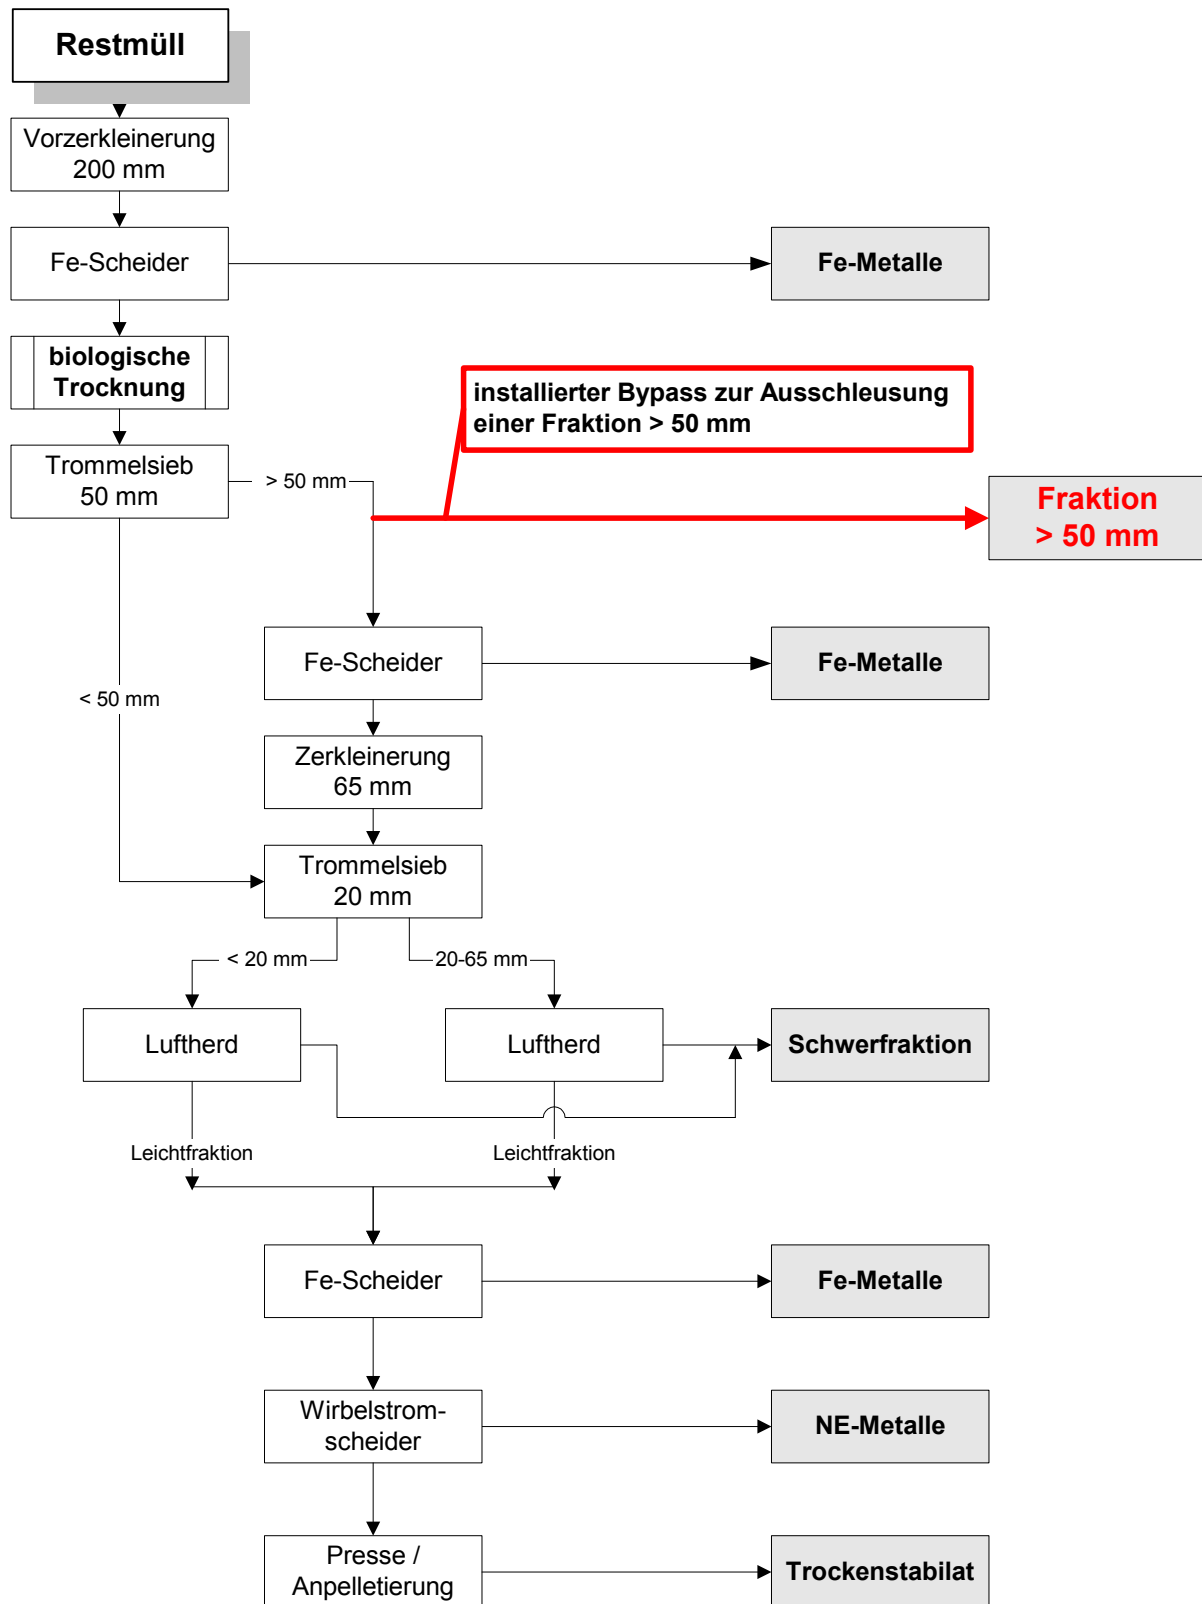 Restmüll
Vorzerkleinerung
200 mm
Fe-Scheider
Fe-Metalle
biologische
Trocknung
installierter Bypass zur Ausschleusung
einer Fraktion > 50 mm
Trommelsieb
50 mm
> 50 mm
Fraktion
> 50 mm
Fe-Scheider
Fe-Metalle
< 50 mm
Zerkleinerung
65 mm
Trommelsieb
20 mm
< 20 mm
20-65 mm
Luftherd
Luftherd
Schwerfraktion
Leichtfraktion
Leichtfraktion
Fe-Scheider
Fe-Metalle
Wirbelstrom-
scheider
NE-Metalle
Presse /
Anpelletierung
Trockenstabilat